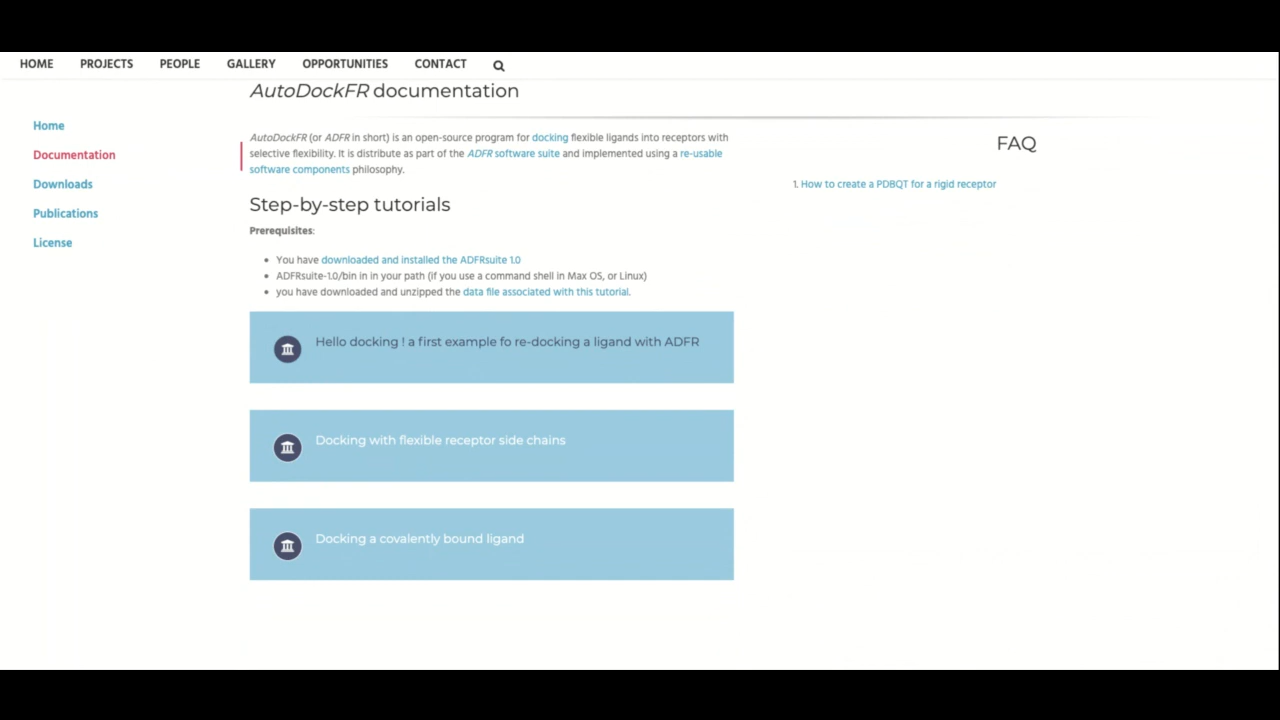 HOME PROJECTS PEOPLE GALLERY OPPORTUNITIES CONTACT
AutoDockFR documentation
Home
Documentation
Downloads
Publications
License
AutoDockFR (or ADFR in short) is an open-source program for docking flexible ligands into receptors with
selective flexibility. It is distribute as part of the ADFR software suite and implemented using a re-usable
software components philosophy.
Step-by-step tutorials
Prerequisites:
• You have downloaded and installed the ADFRsuite 1.0
• ADFRsuite-1.0/bin in in your path (if you use a command shell in Max OS, or Linux)
• you have downloaded and unzipped the data file associated with this tutorial.
Hello docking ! a first example fo re-docking a ligand with ADFR
Docking with flexible receptor side chains
Docking a covalently bound ligand
FAQ
1. How to create a PDBQT for a rigid receptor